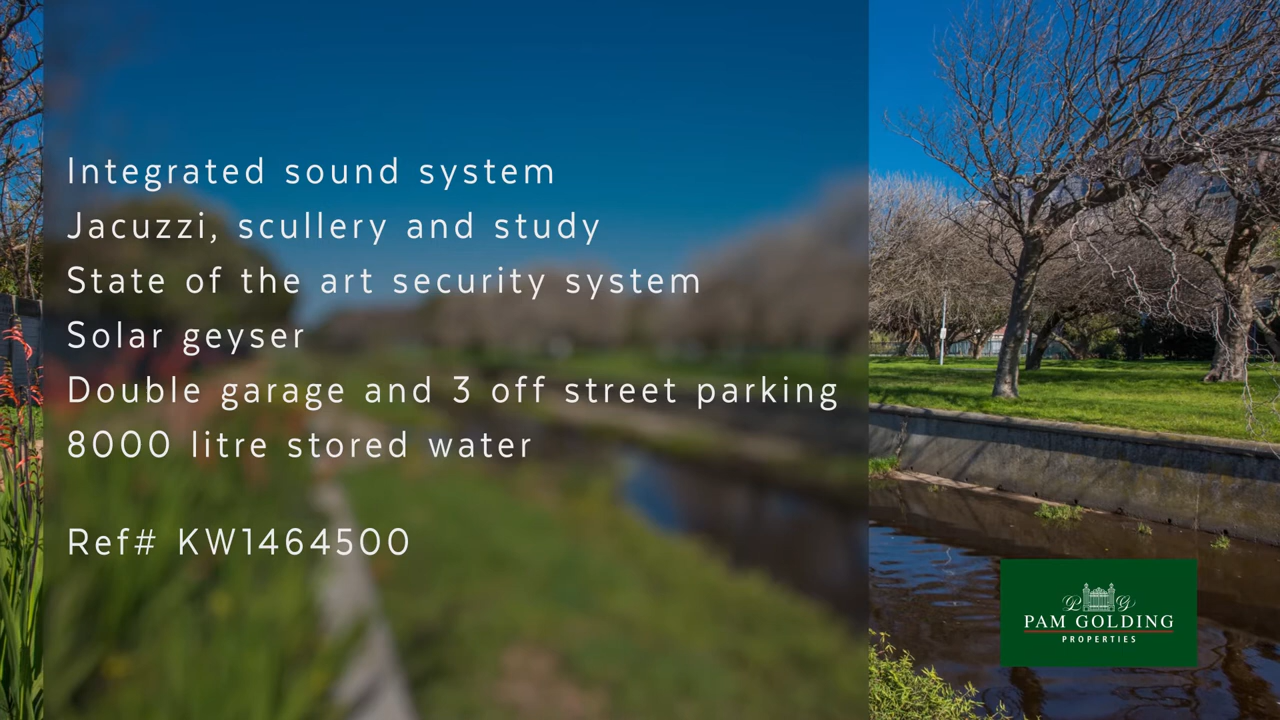 Integrated sound system
Jacuzzi, scullery and study
State of the art security system
Solar geyser
Double garage and 3 off street parking
8000 litre stored water
Ref# KW1464500
P G
PAM GOLDING
PROPERTIES